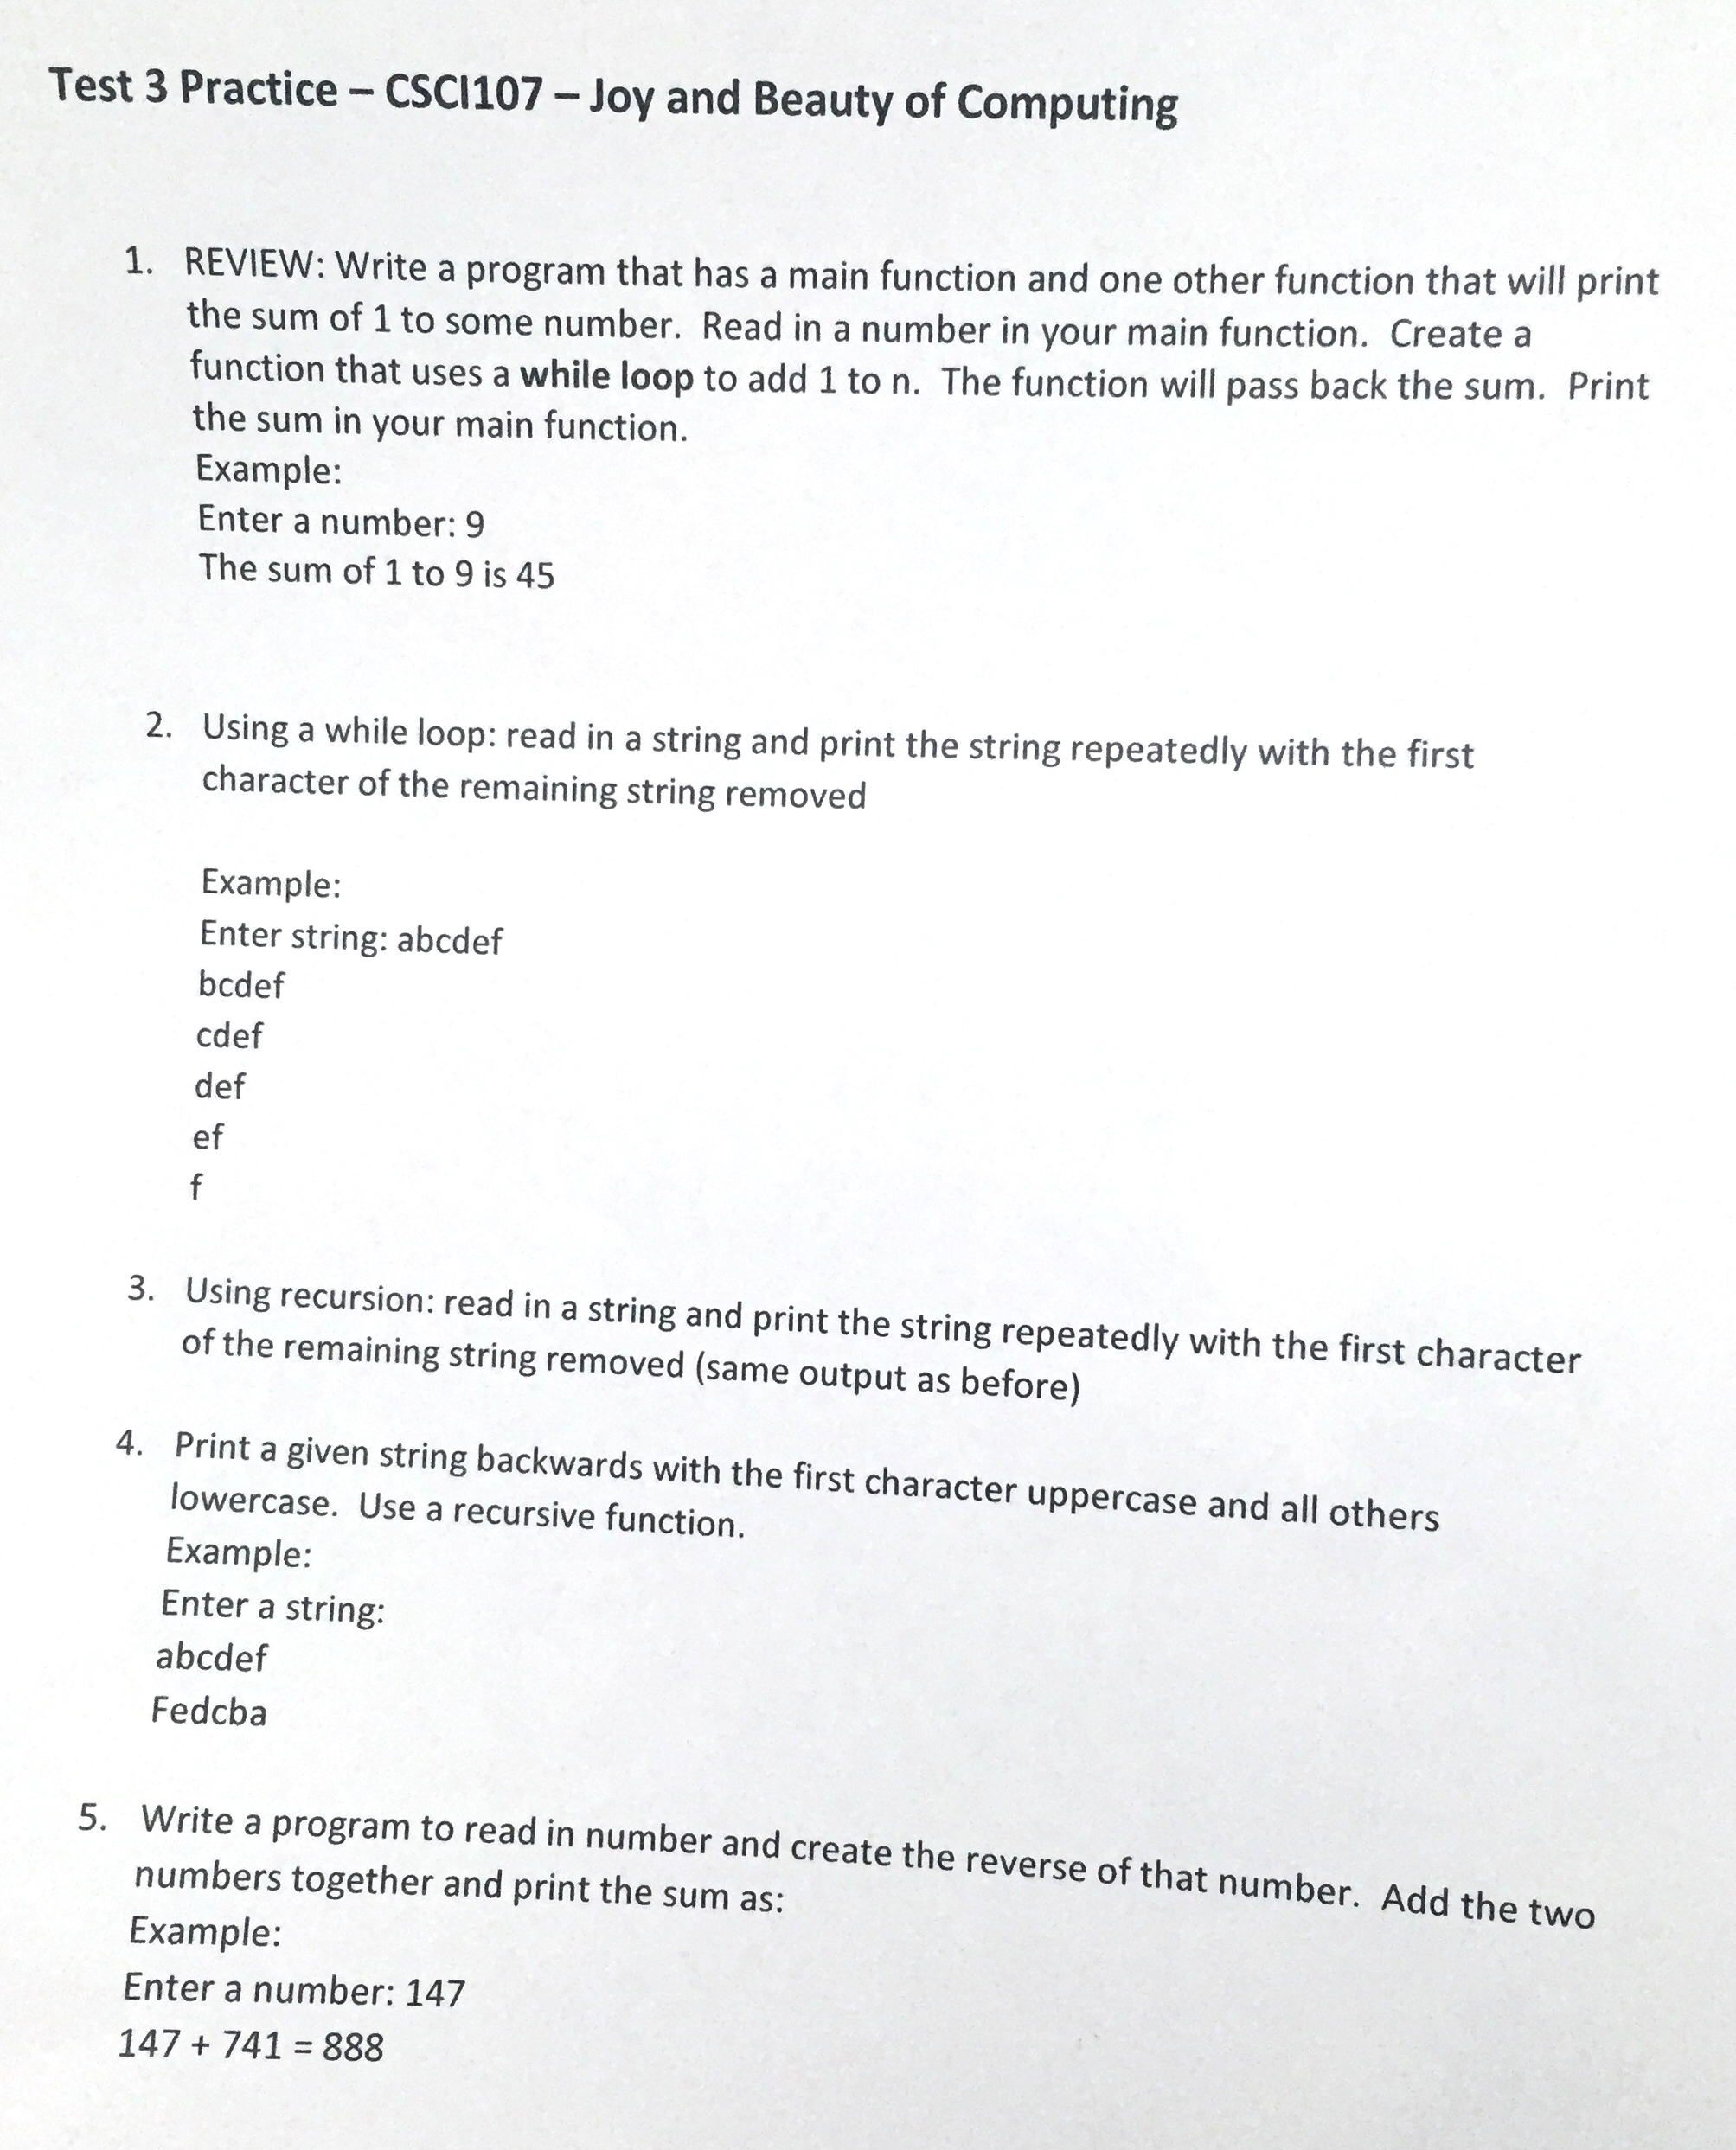 Test 3 Practice – CSCI107 – Joy and Beauty of Computing
1. REVIEW: Write a program that has a main function and one other function that will print
the sum of 1 to some number. Read in a number in your main function. Create a
function that uses a while loop to add 1 to n. The function will pass back the sum. Print
the sum in your main function.
Example:
Enter a number: 9
The sum of 1 to 9 is 45
2. Using a while loop: read in a string and print the string repeatedly with the first
character of the remaining string removed
Example:
Enter string: abcdef
bcdef
cdef
def
ef
f
3. Using recursion: read in a string and print the string repeatedly with the first character
of the remaining string removed (same output as before)
4. Print a given string backwards with the first character uppercase and all others
lowercase. Use a recursive function.
Example:
Enter a string:
abcdef
Fedcba
5. Write a program to read in number and create the reverse of that number. Add the two
numbers together and print the sum as:
Example:
Enter a number: 147
147 + 741 = 888